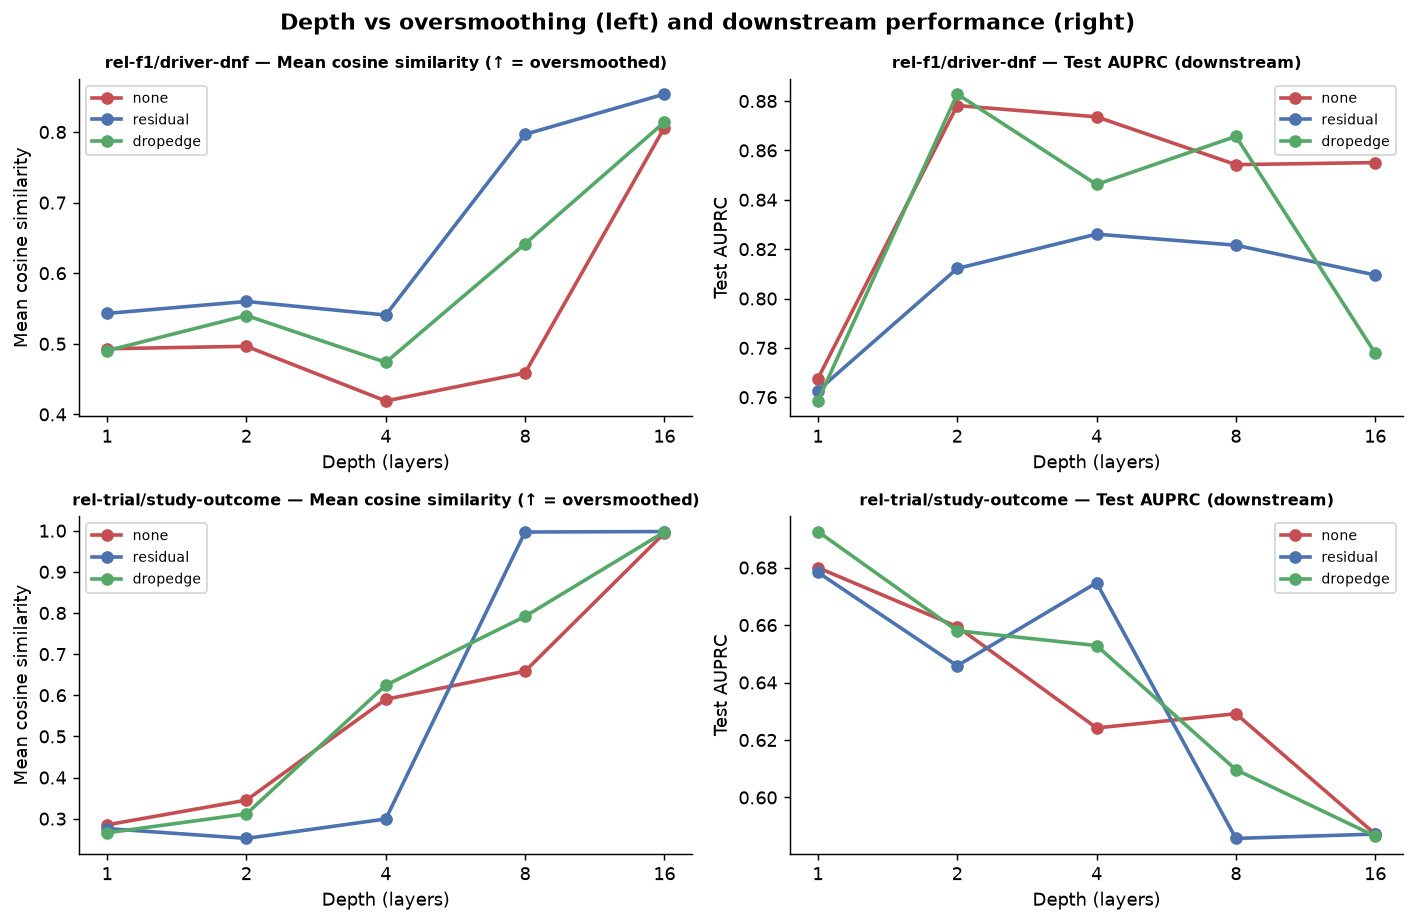 Depth vs oversmoothing (left) and downstream performance (right)
rel-f1/driver-dnf — Mean cosine similarity (↑ = oversmoothed)
none
residual
dropedge
Mean cosine similarity
0.8
0.7
0.6
0.5
0.4
1 2 4 8 16
Depth (layers)
rel-f1/driver-dnf — Test AUPRC (downstream)
none
residual
dropedge
Test AUPRC
0.88
0.86
0.84
0.82
0.80
0.78
0.76
1 2 4 8 16
Depth (layers)
rel-trial/study-outcome — Mean cosine similarity (↑ = oversmoothed)
none
residual
dropedge
Mean cosine similarity
1.0
0.9
0.8
0.7
0.6
0.5
0.4
0.3
1 2 4 8 16
Depth (layers)
rel-trial/study-outcome — Test AUPRC (downstream)
none
residual
dropedge
Test AUPRC
0.68
0.66
0.64
0.62
0.60
1 2 4 8 16
Depth (layers)